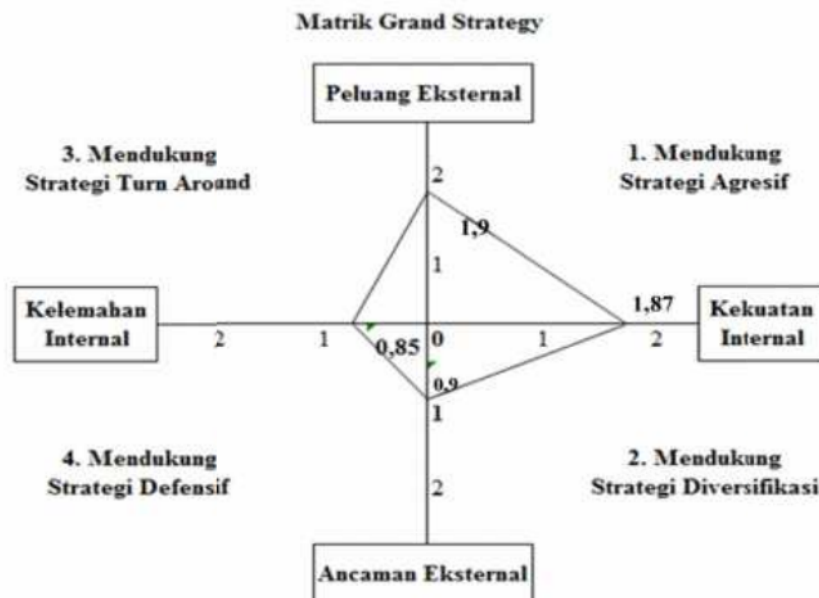 Matrik Grand Strategy
Peluang Eksternal
3. Mendukung
Strategi Turn Around
1. Mendukung
Strategi Agresif
2
1,9
1
Kelemahan
Internal
2
1
0,85
0
1
1,87
2
Kekuatan
Internal
0,9
1
4. Mendukung
Strategi Defensif
2
2. Mendukung
Strategi Diversifikasi
Ancaman Eksternal